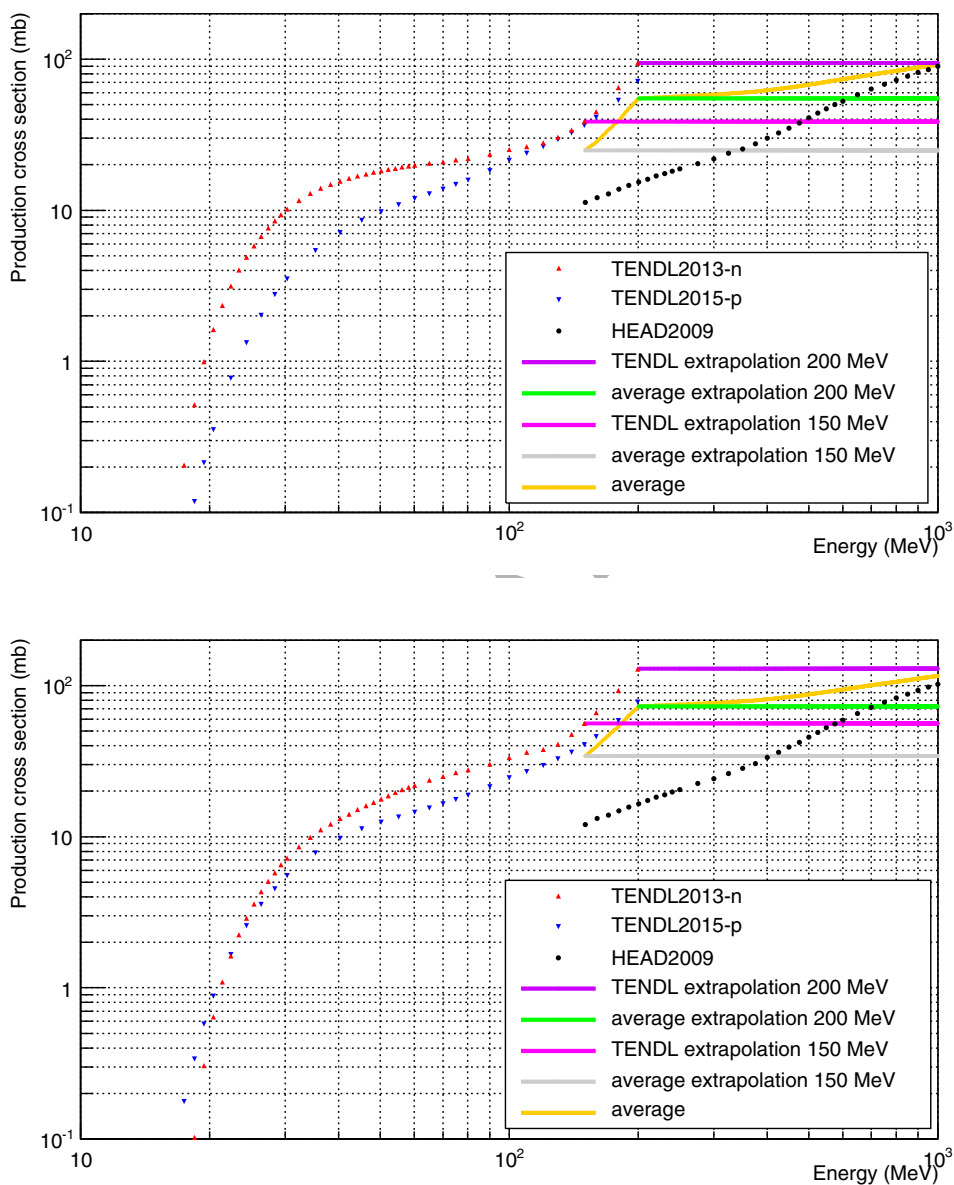 Production cross section (mb)
10²
10
1
10⁻¹
TENDL2013-n
TENDL2015-p
HEAD2009
TENDL extrapolation 200 MeV
average extrapolation 200 MeV
TENDL extrapolation 150 MeV
average extrapolation 150 MeV
average
10
10²
10³
Energy (MeV)
Production cross section (mb)
10²
10
1
10⁻¹
TENDL2013-n
TENDL2015-p
HEAD2009
TENDL extrapolation 200 MeV
average extrapolation 200 MeV
TENDL extrapolation 150 MeV
average extrapolation 150 MeV
average
10
10²
10³
Energy (MeV)